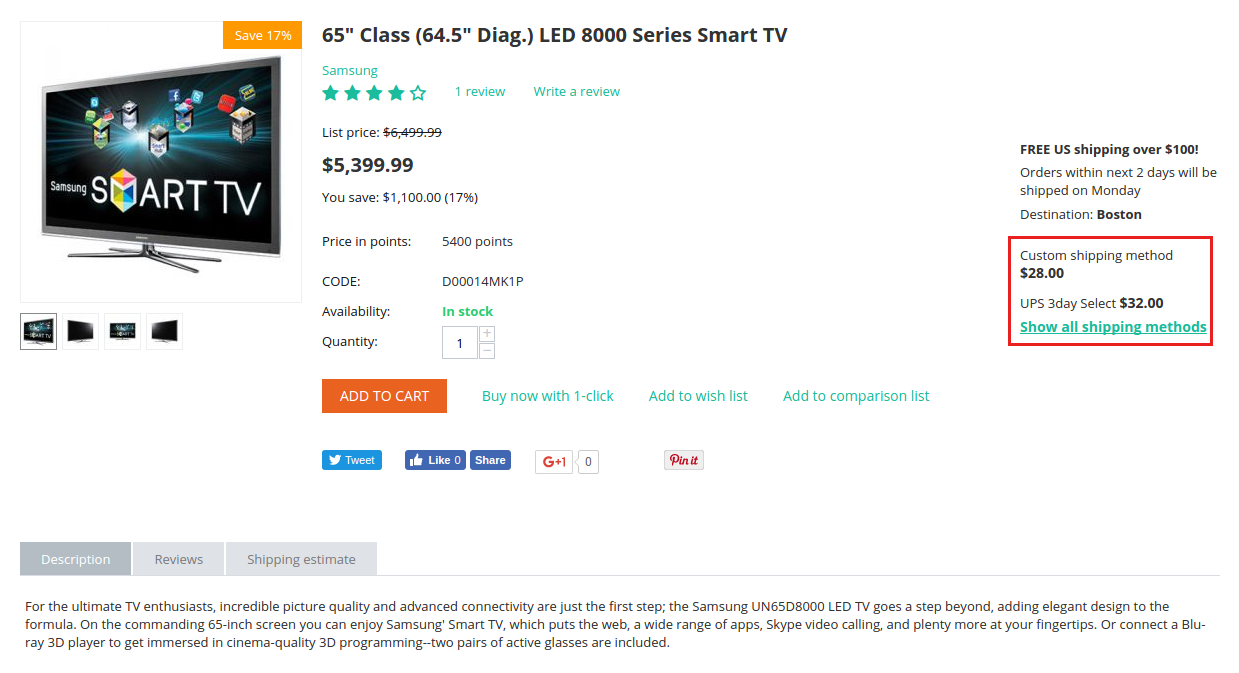 Save 17%
Samsung SMART TV
Smart Hub
65" Class (64.5" Diag.) LED 8000 Series Smart TV
Samsung
1 review Write a review
List price: $6,499.99
$5,399.99
You save: $1,100.00 (17%)
Price in points: 5400 points
CODE: D00014MK1P
Availability: In stock
Quantity: 1 + −
ADD TO CART Buy now with 1-click Add to wish list Add to comparison list
Tweet Like 0 Share G+1 0 Pin it
FREE US shipping over $100!
Orders within next 2 days will be
shipped on Monday
Destination: Boston
Custom shipping method
$28.00
UPS 3day Select $32.00
Show all shipping methods
Description Reviews Shipping estimate
For the ultimate TV enthusiasts, incredible picture quality and advanced connectivity are just the first step; the Samsung UN65D8000 LED TV goes a step beyond, adding elegant design to the
formula. On the commanding 65-inch screen you can enjoy Samsung' Smart TV, which puts the web, a wide range of apps, Skype video calling, and plenty more at your fingertips. Or connect a Blu-
ray 3D player to get immersed in cinema-quality 3D programming--two pairs of active glasses are included.